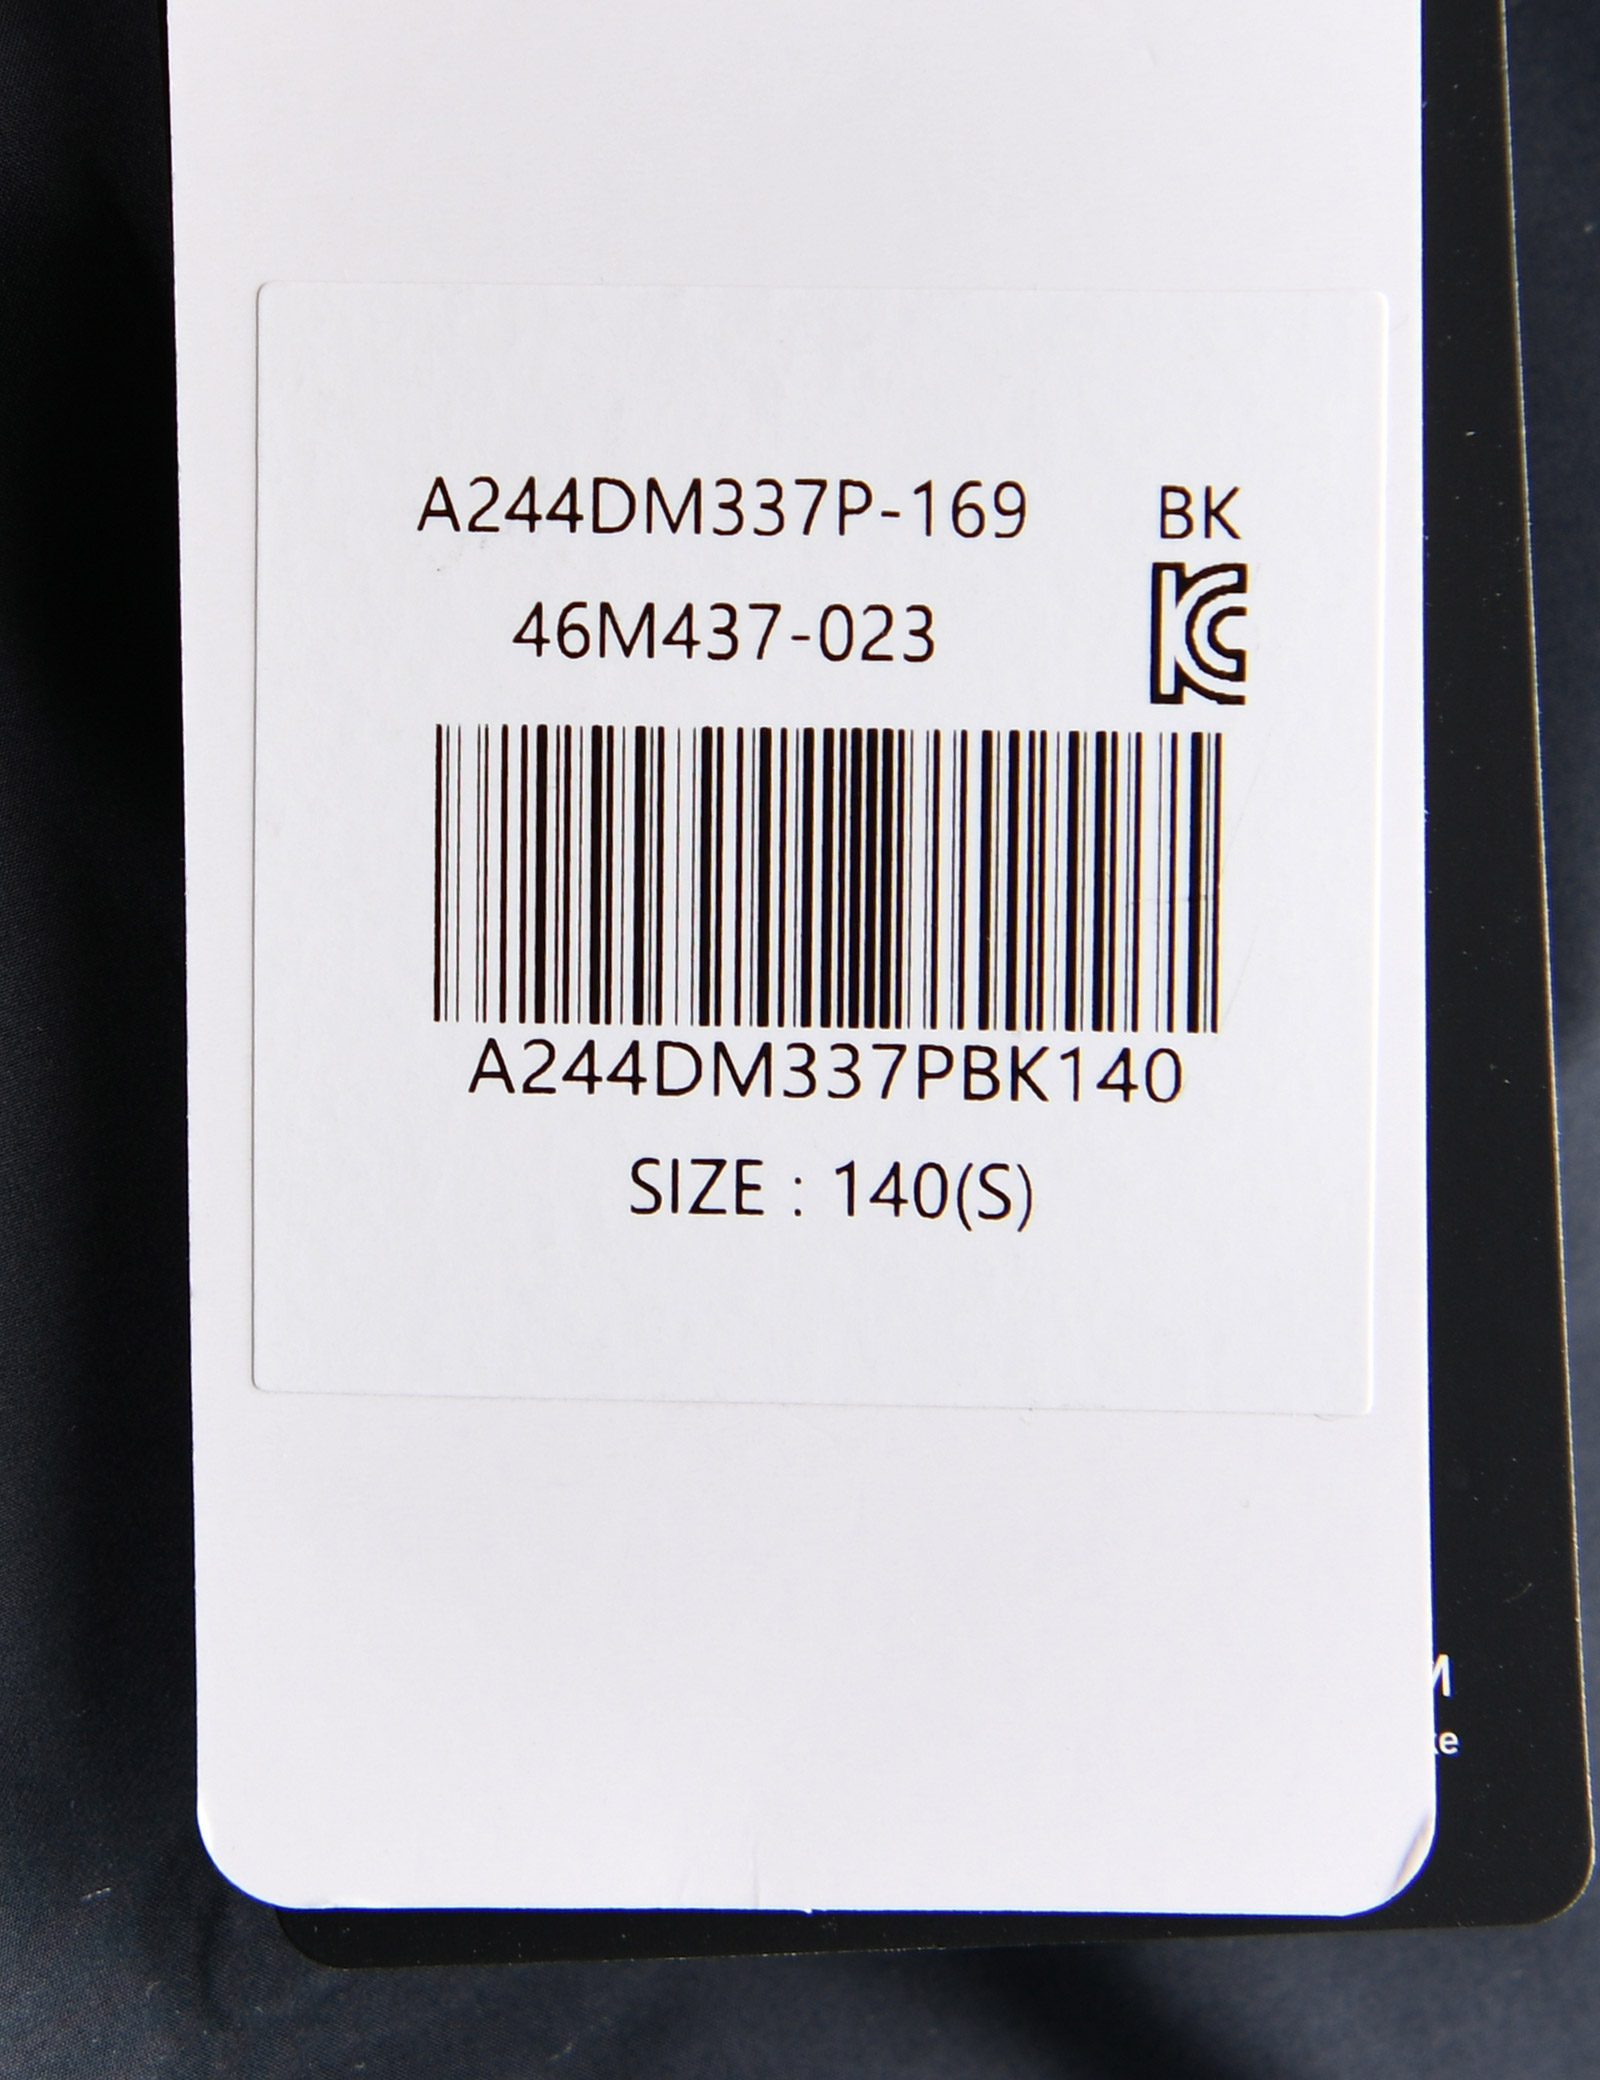 A244DM337P-169 BK
46M437-023
A244DM337PBK140
SIZE : 140(S)